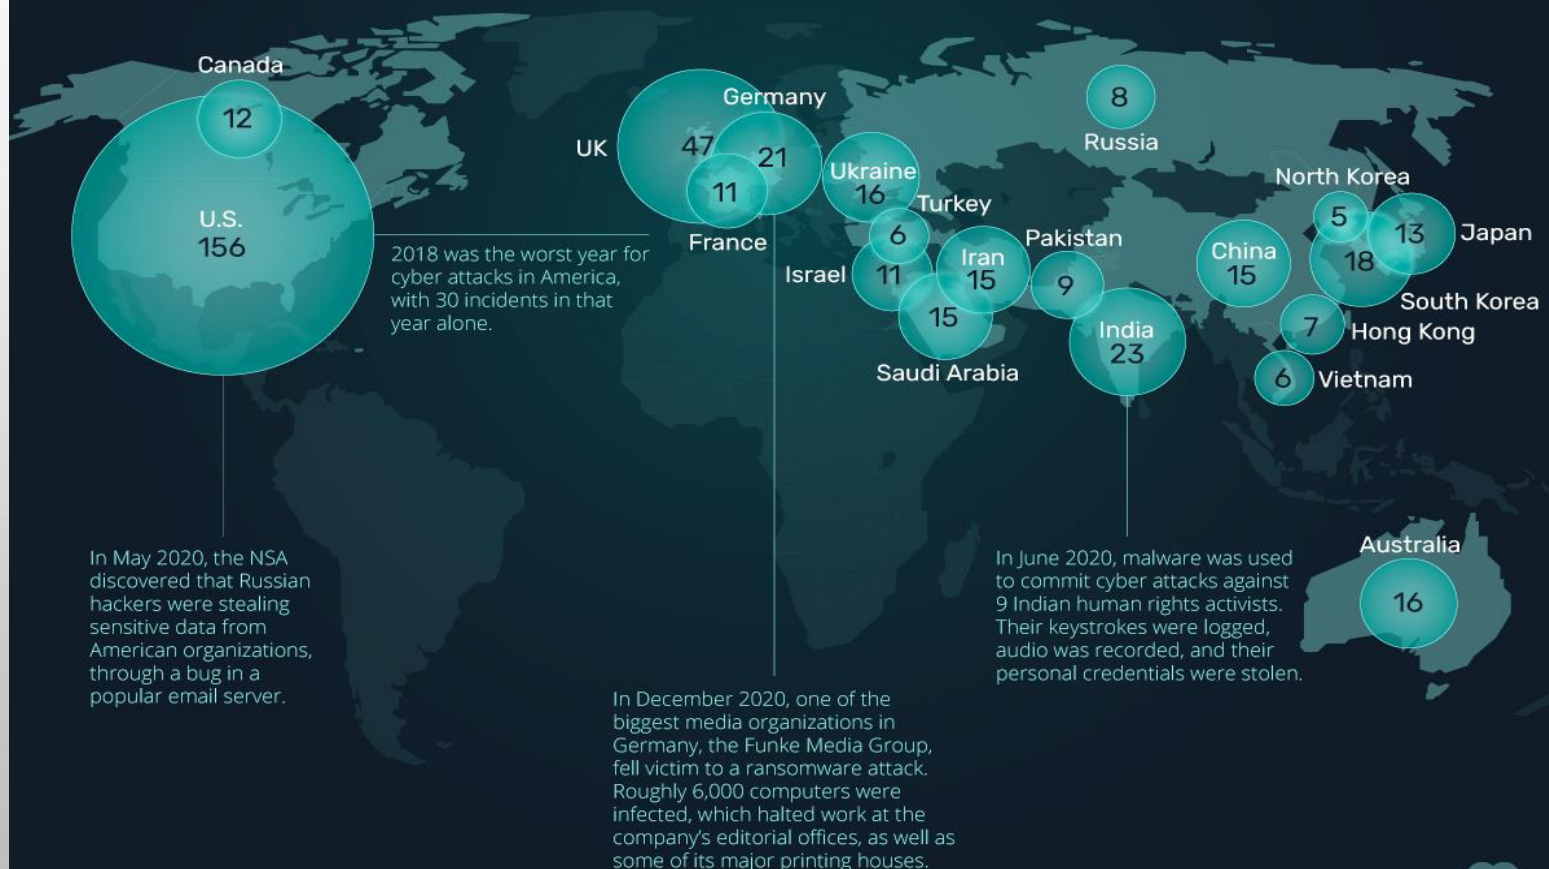 Canada
12
U.S.
156
2018 was the worst year for
cyber attacks in America,
with 30 incidents in that
year alone.
UK
47
Germany
21
11
France
Ukraine
16
Turkey
6
Israel
11
Iran
15
Pakistan
9
15
Saudi Arabia
India
23
8
Russia
North Korea
5
13
Japan
China
15
18
South Korea
7
Hong Kong
6
Vietnam
Australia
16
In May 2020, the NSA
discovered that Russian
hackers were stealing
sensitive data from
American organizations,
through a bug in a
popular email server.
In December 2020, one of the
biggest media organizations in
Germany, the Funke Media Group,
fell victim to a ransomware attack.
Roughly 6,000 computers were
infected, which halted work at the
company's editorial offices, as well as
some of its major printing houses.
In June 2020, malware was used
to commit cyber attacks against
9 Indian human rights activists.
Their keystrokes were logged,
audio was recorded, and their
personal credentials were stolen.